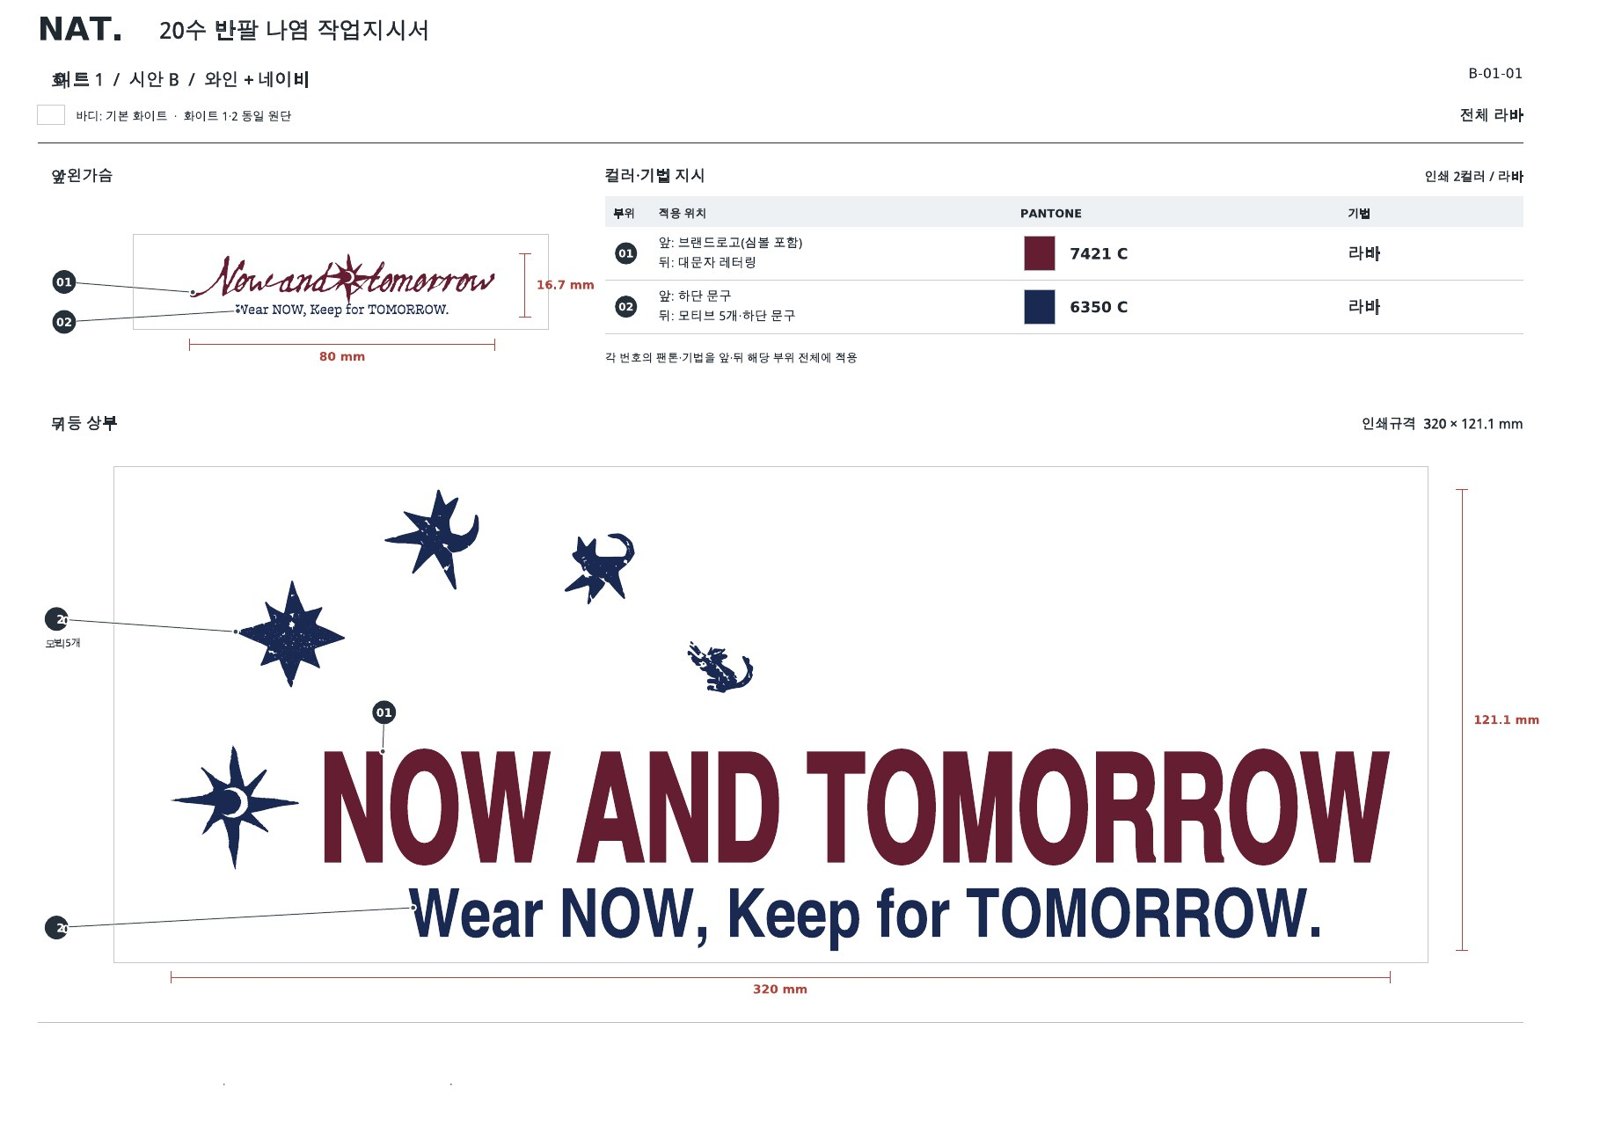 NAT. 20수 반팔 나염 작업지시서
화이트 1 / 시안 B / 와인 + 네이비
B-01-01
바디: 기본 화이트 · 화이트 1·2 동일 원단
전체 라바
앞 왼가슴
01
02
Now and tomorrow
Wear NOW, Keep for TOMORROW.
16.7 mm
80 mm
컬러·기법 지시
인쇄 2컬러 / 라바
부위 적용 위치 PANTONE 기법
01 앞: 브랜드로고(심볼 포함) 7421 C 라바
뒤: 대문자 레터링
02 앞: 하단 문구 6350 C 라바
뒤: 모티브 5개·하단 문구
각 번호의 팬톤·기법을 앞·뒤 해당 부위 전체에 적용
뒤 등 상부
인쇄규격 320 × 121.1 mm
02
5개
01
NOW AND TOMORROW
02
Wear NOW, Keep for TOMORROW.
121.1 mm
320 mm